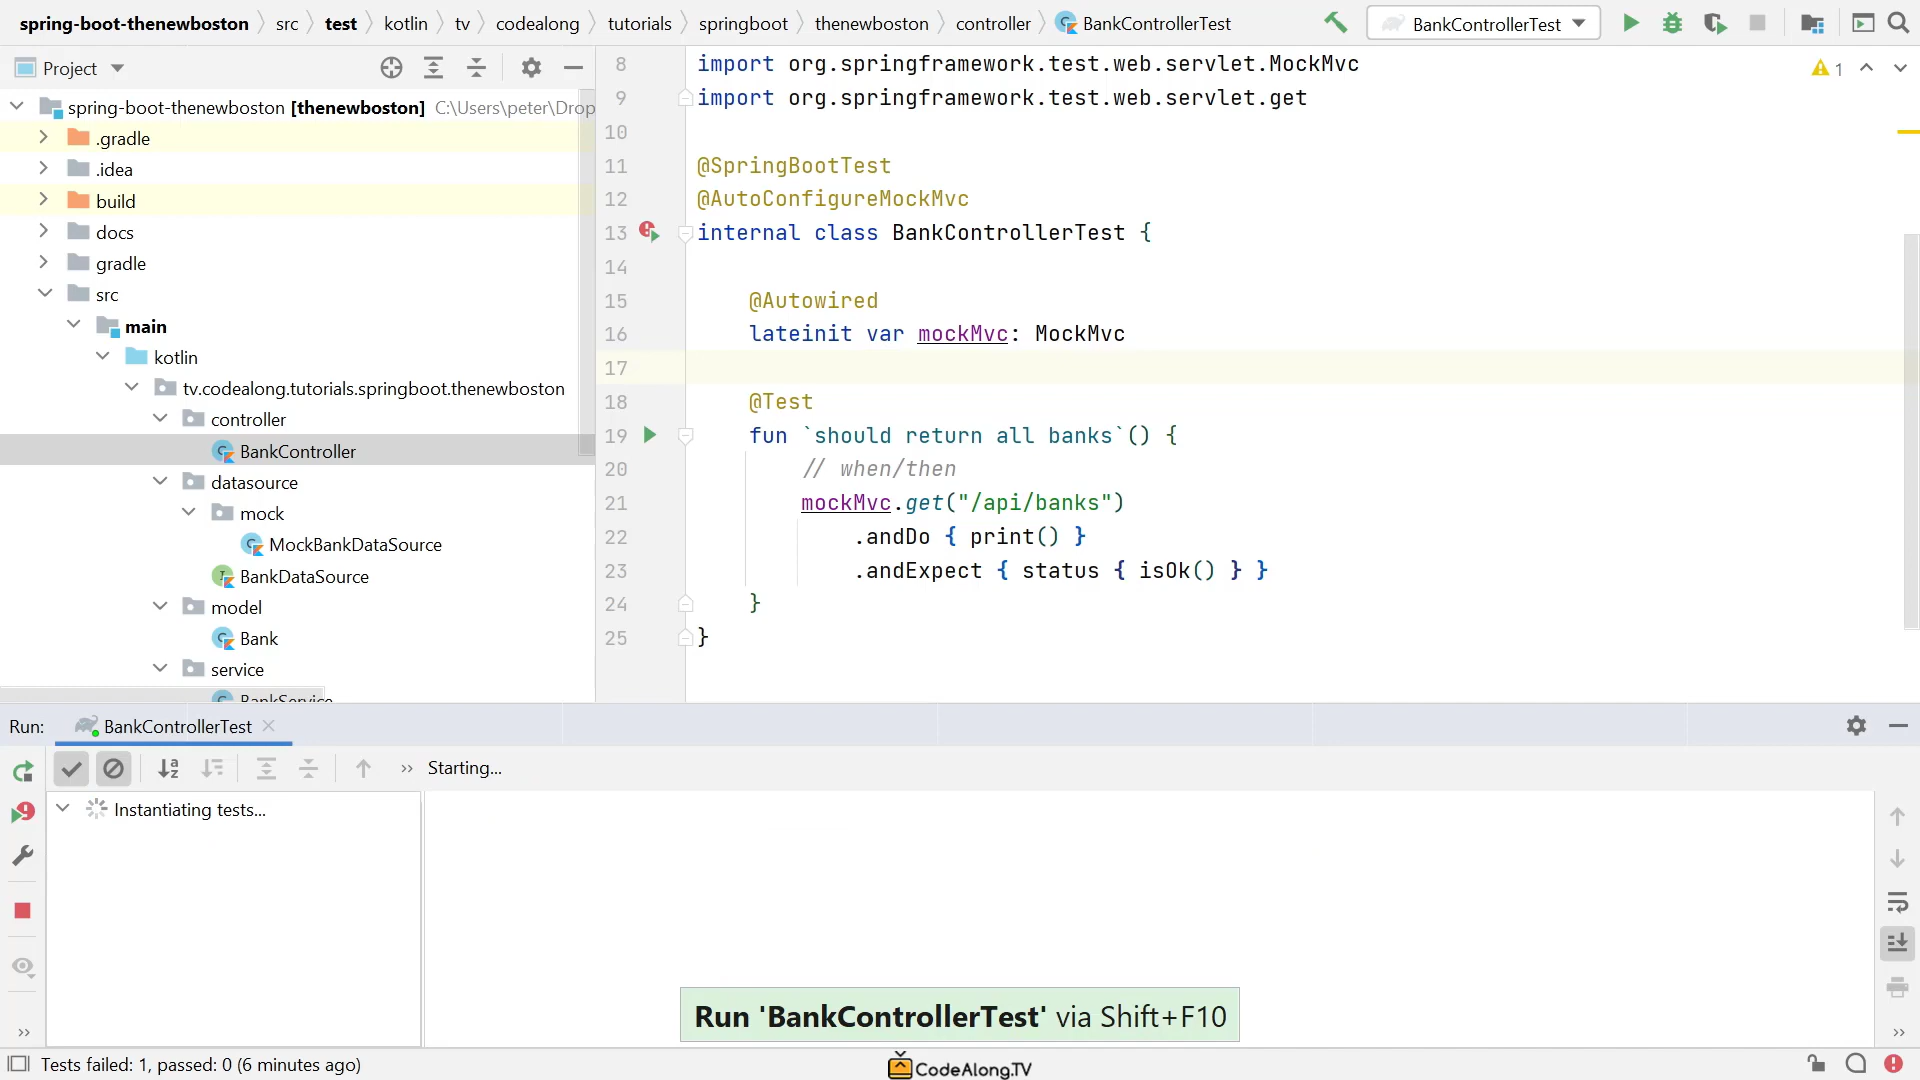 spring-boot-thenewboston src test kotlin tv codealong tutorials springboot thenewboston controller BankControllerTest BankControllerTest
Project
spring-boot-thenewboston [thenewboston] C:\Users\peter\Drop
.gradle
.idea
build
docs
gradle
src
main
kotlin
tv.codealong.tutorials.springboot.thenewboston
controller
BankController
datasource
mock
MockBankDataSource
BankDataSource
model
Bank
service
BankService
8 import org.springframework.test.web.servlet.MockMvc
9 import org.springframework.test.web.servlet.get
10
11 @SpringBootTest
12 @AutoConfigureMockMvc
13 internal class BankControllerTest {
14
15 @Autowired
16 lateinit var mockMvc: MockMvc
17
18 @Test
19 fun `should return all banks`() {
20 // when/then
21 mockMvc.get("/api/banks")
22 .andDo { print() }
23 .andExpect { status { isOk() } }
24 }
25 }
1
Run: BankControllerTest
Starting...
Instantiating tests...
Run 'BankControllerTest' via Shift+F10
Tests failed: 1, passed: 0 (6 minutes ago)
CodeAlong.TV